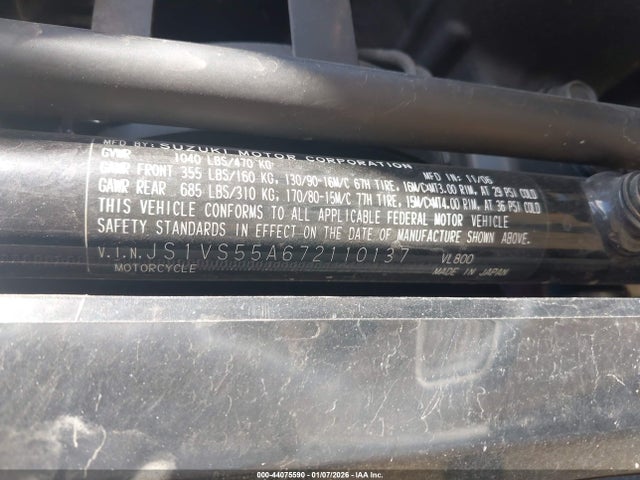 MFD BY: SUZUKI MOTOR CORPORATION
GVWR 1040 LBS/470 KG MFD IN: 11/06
GAWR FRONT 355 LBS/160 KG; 130/90-16M/C 67H TIRE, 16M/C×MT3.00 RIM, AT 29 PSI COLD
GAWR REAR 685 LBS/310 KG; 170/80-15M/C 77H TIRE, 15M/C×MT4.00 RIM, AT 36 PSI COLD
THIS VEHICLE CONFORMS TO ALL APPLICABLE FEDERAL MOTOR VEHICLE
SAFETY STANDARDS IN EFFECT ON THE DATE OF MANUFACTURE SHOWN ABOVE.
V.I.N. JS1VS55A672110137 VL800
MOTORCYCLE MADE IN JAPAN
000-44075590 - 01/07/2026 - IAA Inc.